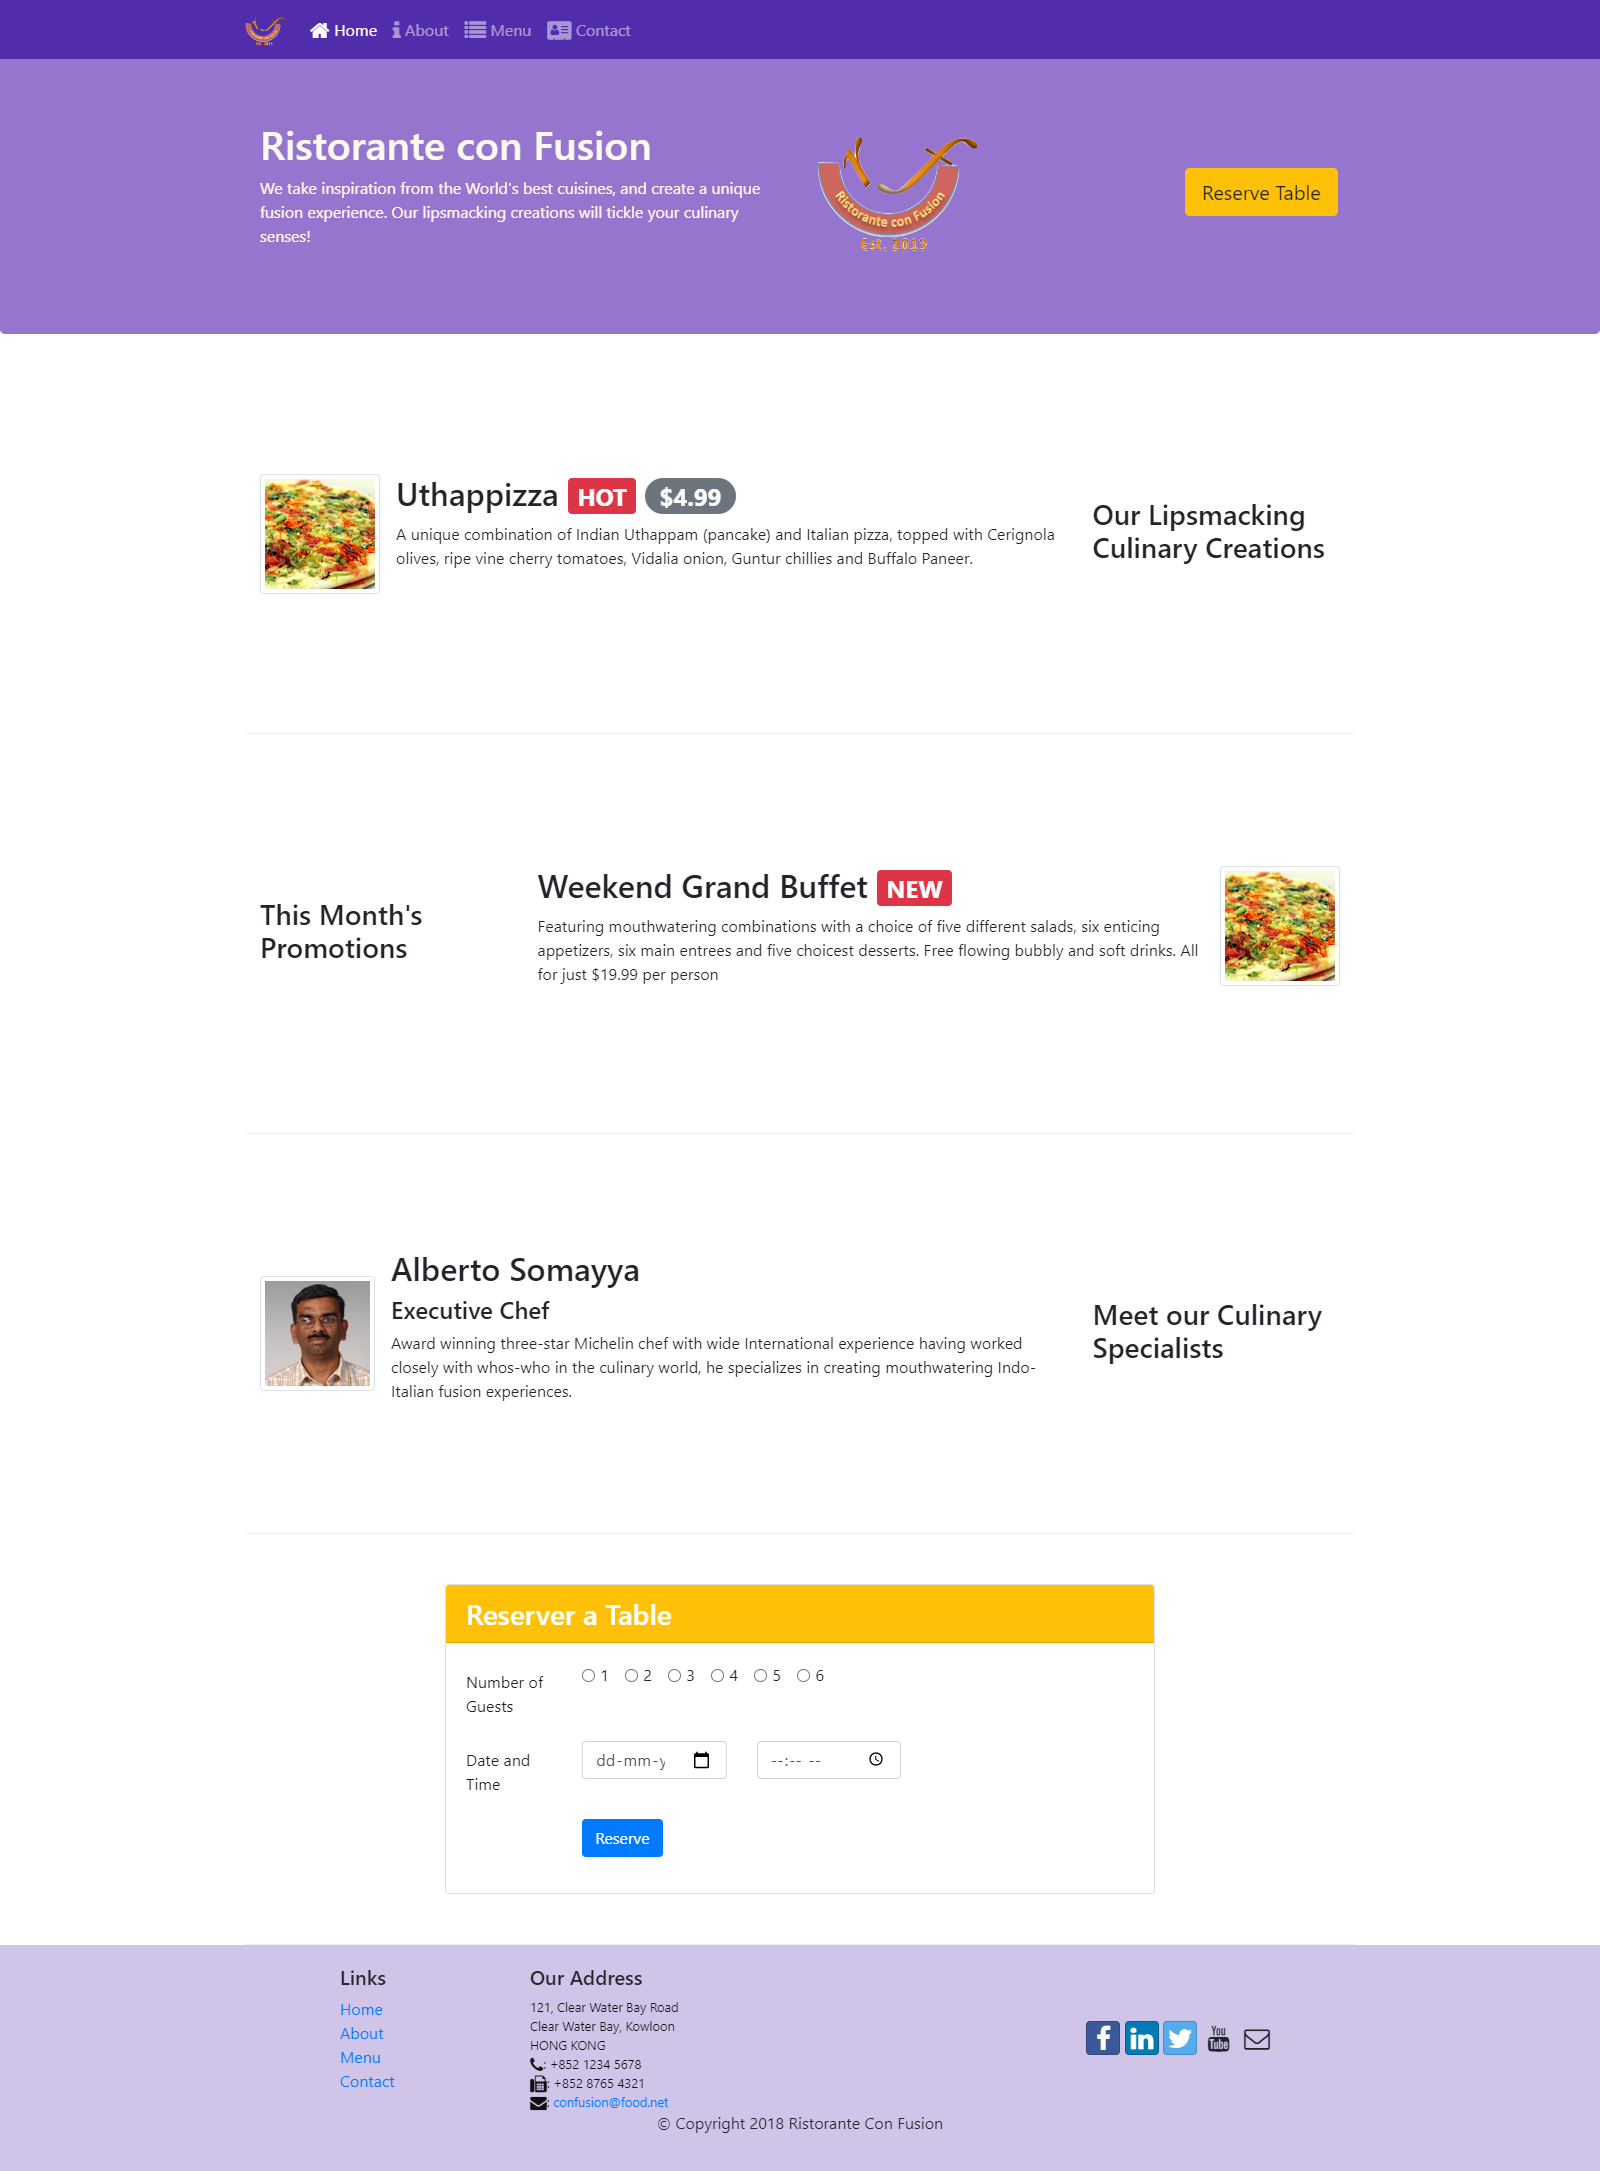 Home About Menu Contact
Ristorante con Fusion
We take inspiration from the World's best cuisines, and create a unique
fusion experience. Our lipsmacking creations will tickle your culinary
senses!
Ristorante con Fusion
Est. 2013
Reserve Table
Uthappizza HOT $4.99
A unique combination of Indian Uthappam (pancake) and Italian pizza, topped with Cerignola
olives, ripe vine cherry tomatoes, Vidalia onion, Guntur chillies and Buffalo Paneer.
Our Lipsmacking
Culinary Creations
This Month's
Promotions
Weekend Grand Buffet NEW
Featuring mouthwatering combinations with a choice of five different salads, six enticing
appetizers, six main entrees and five choicest desserts. Free flowing bubbly and soft drinks. All
for just $19.99 per person
Alberto Somayya
Executive Chef
Award winning three-star Michelin chef with wide International experience having worked
closely with whos-who in the culinary world, he specializes in creating mouthwatering Indo-
Italian fusion experiences.
Meet our Culinary
Specialists
Reserver a Table
Number of
Guests
1 2 3 4 5 6
Date and
Time
dd-mm-y
--:-- --
Reserve
Links
Home
About
Menu
Contact
Our Address
121, Clear Water Bay Road
Clear Water Bay, Kowloon
HONG KONG
: +852 1234 5678
: +852 8765 4321
: confusion@food.net
You
Tube
© Copyright 2018 Ristorante Con Fusion